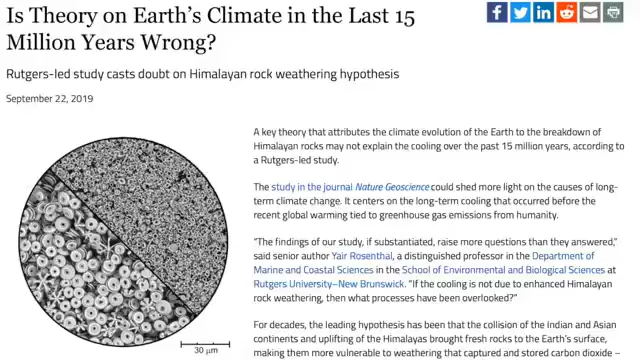 Is Theory on Earth's Climate in the Last 15
Million Years Wrong?
Rutgers-led study casts doubt on Himalayan rock weathering hypothesis
September 22, 2019
A key theory that attributes the climate evolution of the Earth to the breakdown of
Himalayan rocks may not explain the cooling over the past 15 million years, according to
a Rutgers-led study.
The study in the journal Nature Geoscience could shed more light on the causes of long-
term climate change. It centers on the long-term cooling that occurred before the
recent global warming tied to greenhouse gas emissions from humanity.
“The findings of our study, if substantiated, raise more questions than they answered,”
said senior author Yair Rosenthal, a distinguished professor in the Department of
Marine and Coastal Sciences in the School of Environmental and Biological Sciences at
Rutgers University–New Brunswick. “If the cooling is not due to enhanced Himalayan
rock weathering, then what processes have been overlooked?”
For decades, the leading hypothesis has been that the collision of the Indian and Asian
continents and uplifting of the Himalayas brought fresh rocks to the Earth's surface,
making them more vulnerable to weathering that captured and stored carbon dioxide –
30 μm